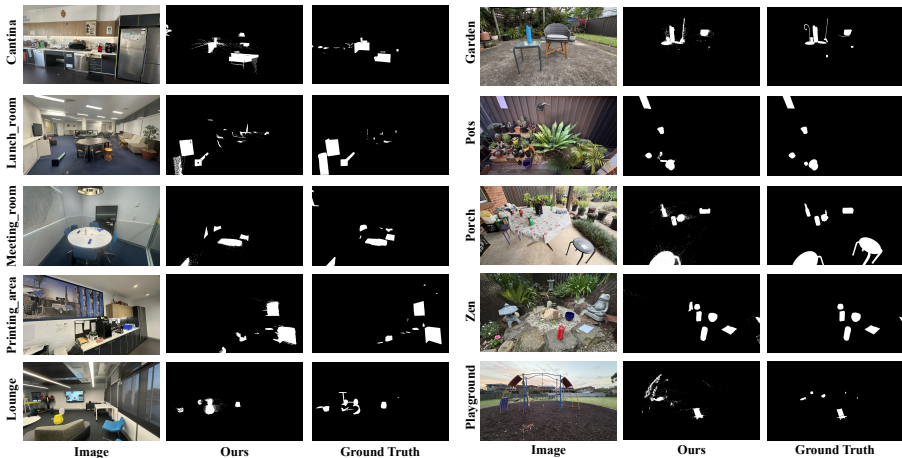 Cantina
Lunch_room
Meeting_room
Printing_area
Lounge
Image
Ours
Ground Truth
Garden
Pots
Porch
Zen
Playground
Image
Ours
Ground Truth